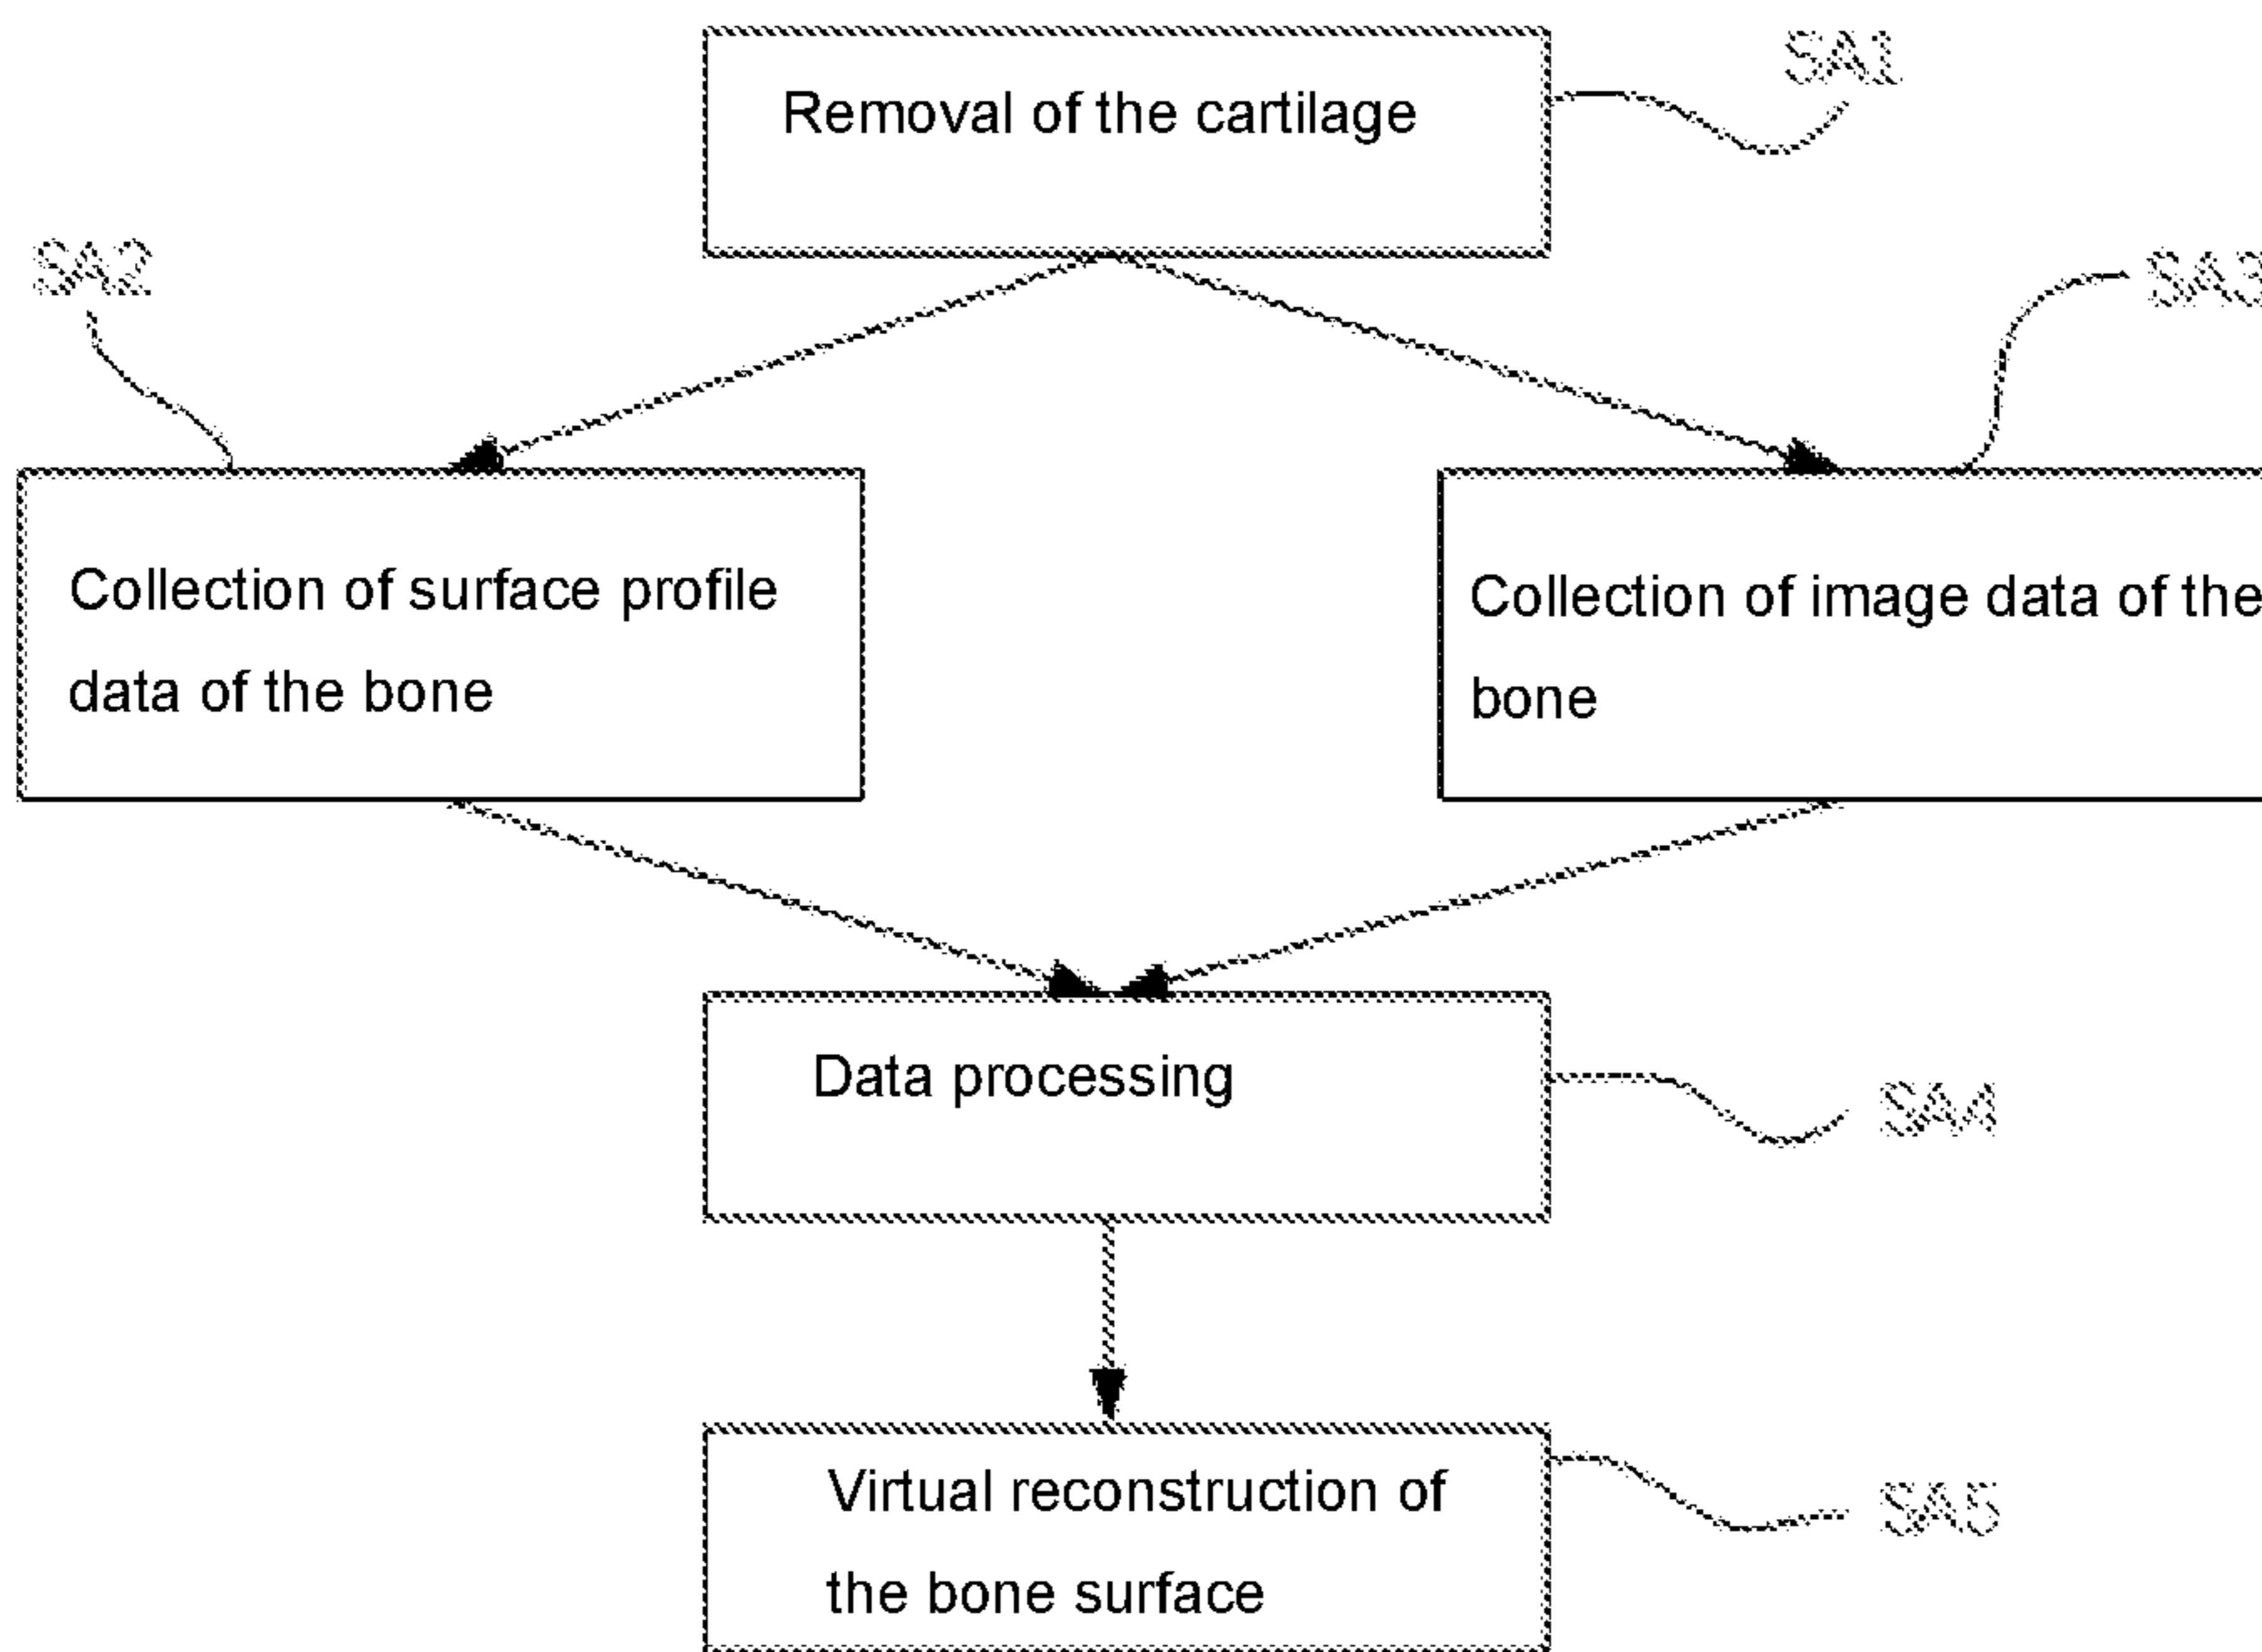 Removal of the cartilage
SA1
SA2
SA3
Collection of surface profile
data of the bone
Collection of image data of the
bone
Data processing
SA4
Virtual reconstruction of
the bone surface
SA5